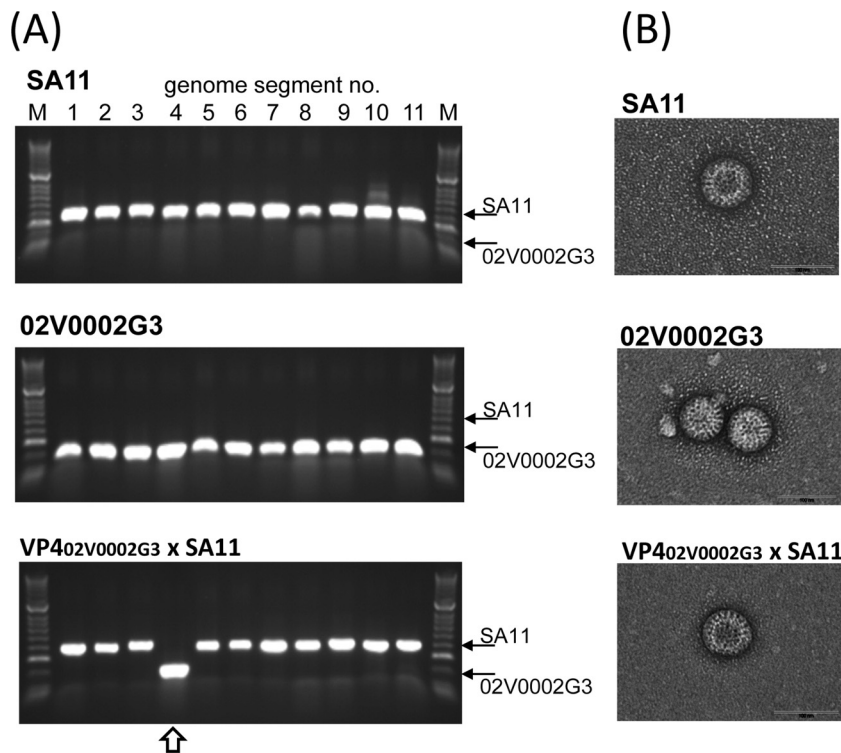 (A)
(B)
SA11
genome segment no.
M 1 2 3 4 5 6 7 8 9 10 11 M
SA11
02V0002G3
SA11
02V0002G3
SA11
02V0002G3
02V0002G3
VP402V0002G3 x SA11
SA11
02V0002G3
VP402V0002G3 x SA11